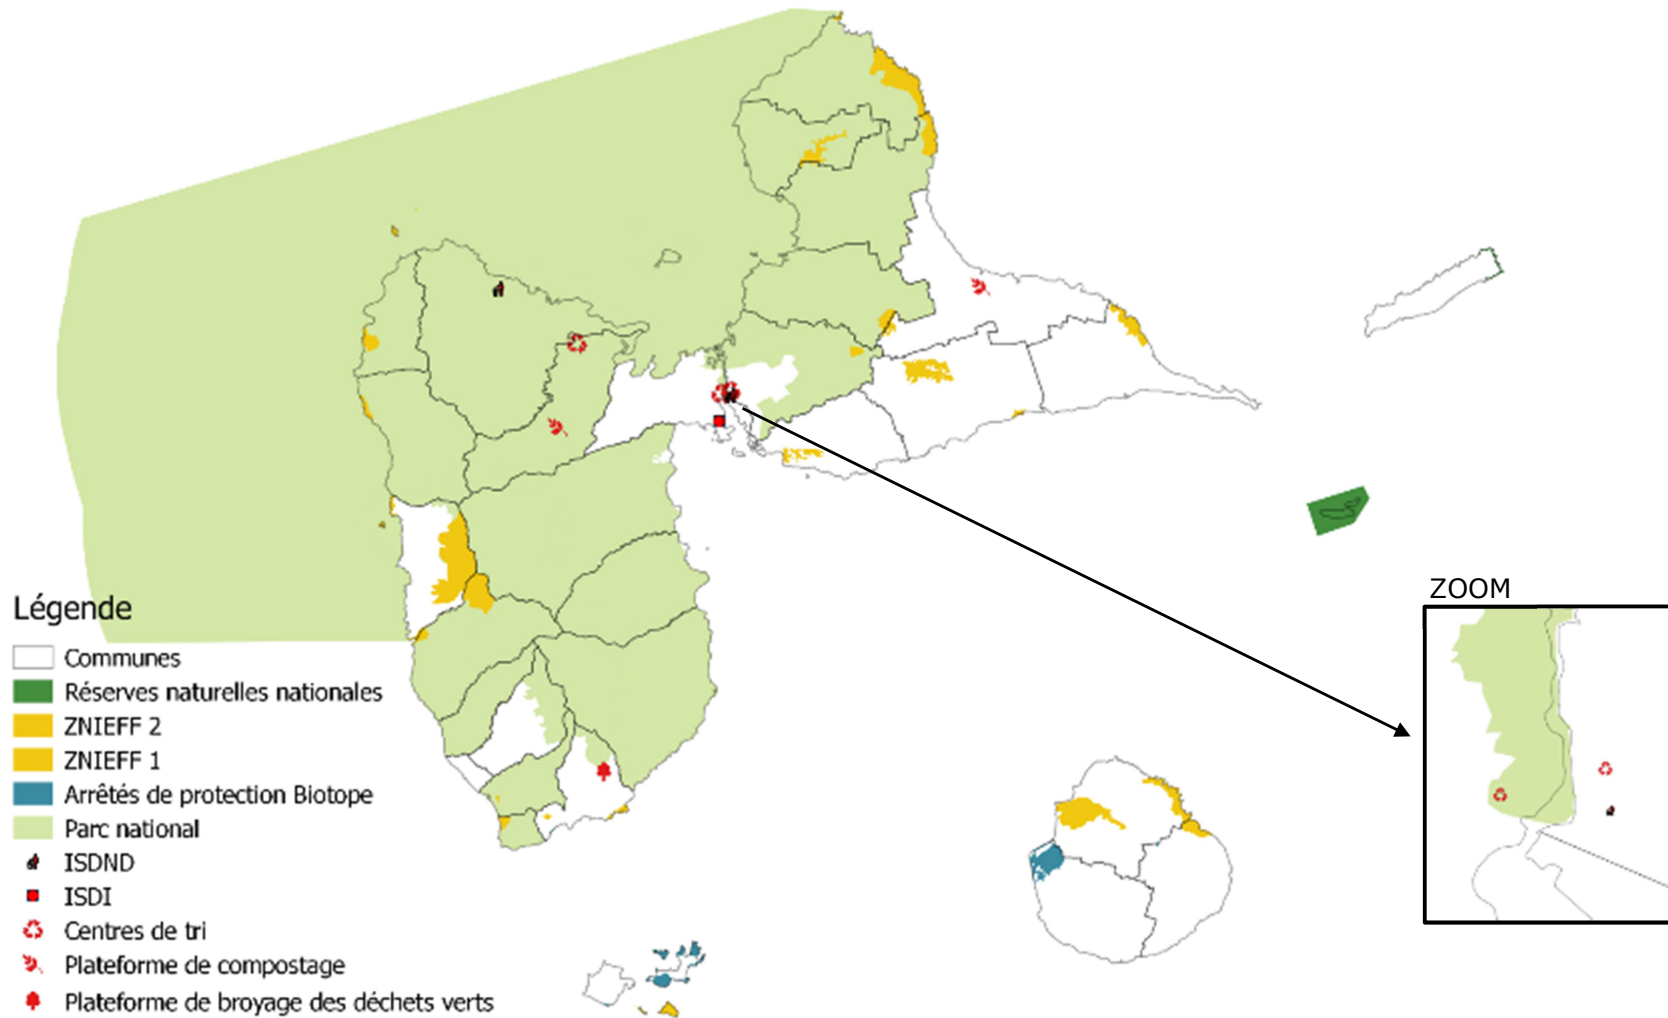 ZOOM
Légende
Communes
Réserves naturelles nationales
ZNIEFF 2
ZNIEFF 1
Arrêtés de protection Biotope
Parc national
ISDND
ISDI
Centres de tri
Plateforme de compostage
Plateforme de broyage des déchets verts